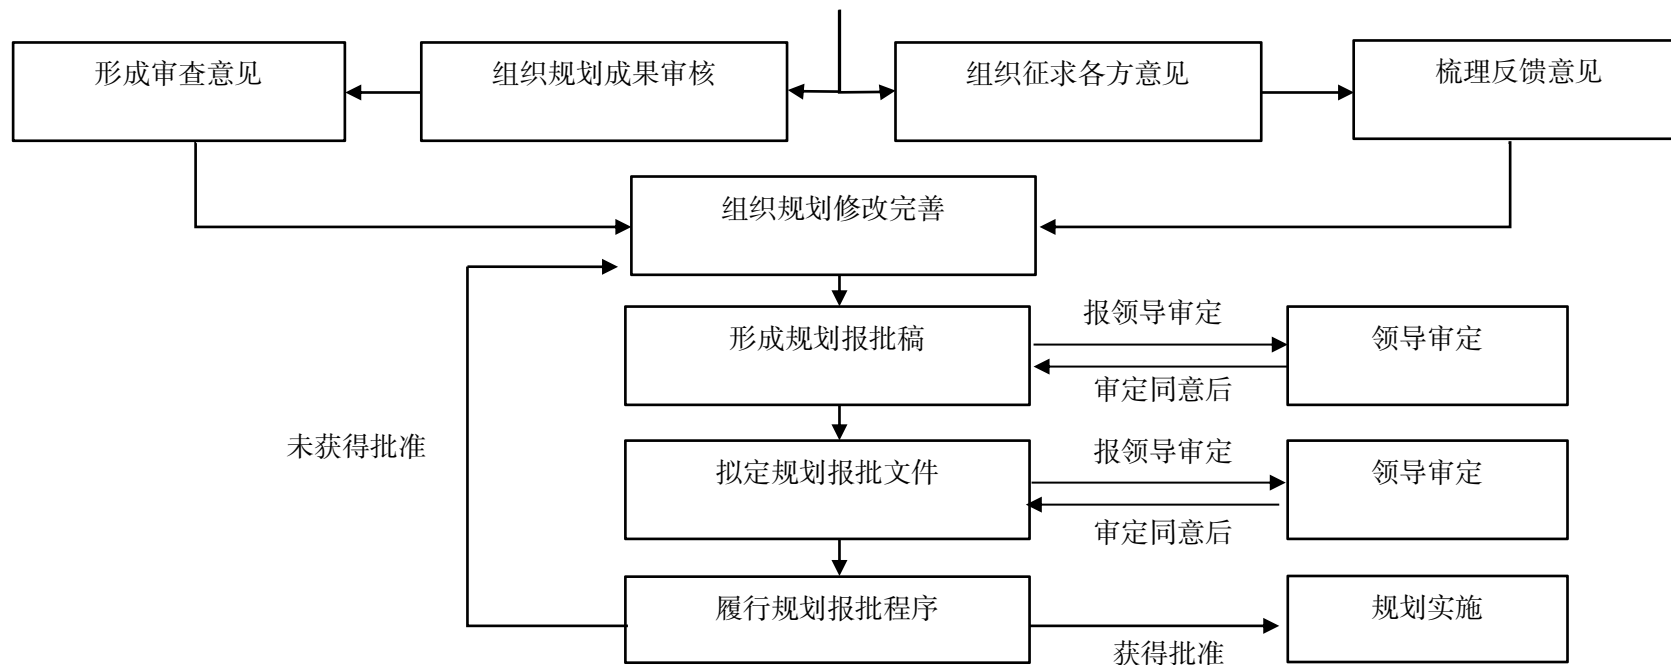 形成审查意见
组织规划成果审核
组织征求各方意见
梳理反馈意见
组织规划修改完善
形成规划报批稿
报领导审定
审定同意后
领导审定
未获得批准
拟定规划报批文件
报领导审定
审定同意后
领导审定
履行规划报批程序
获得批准
规划实施